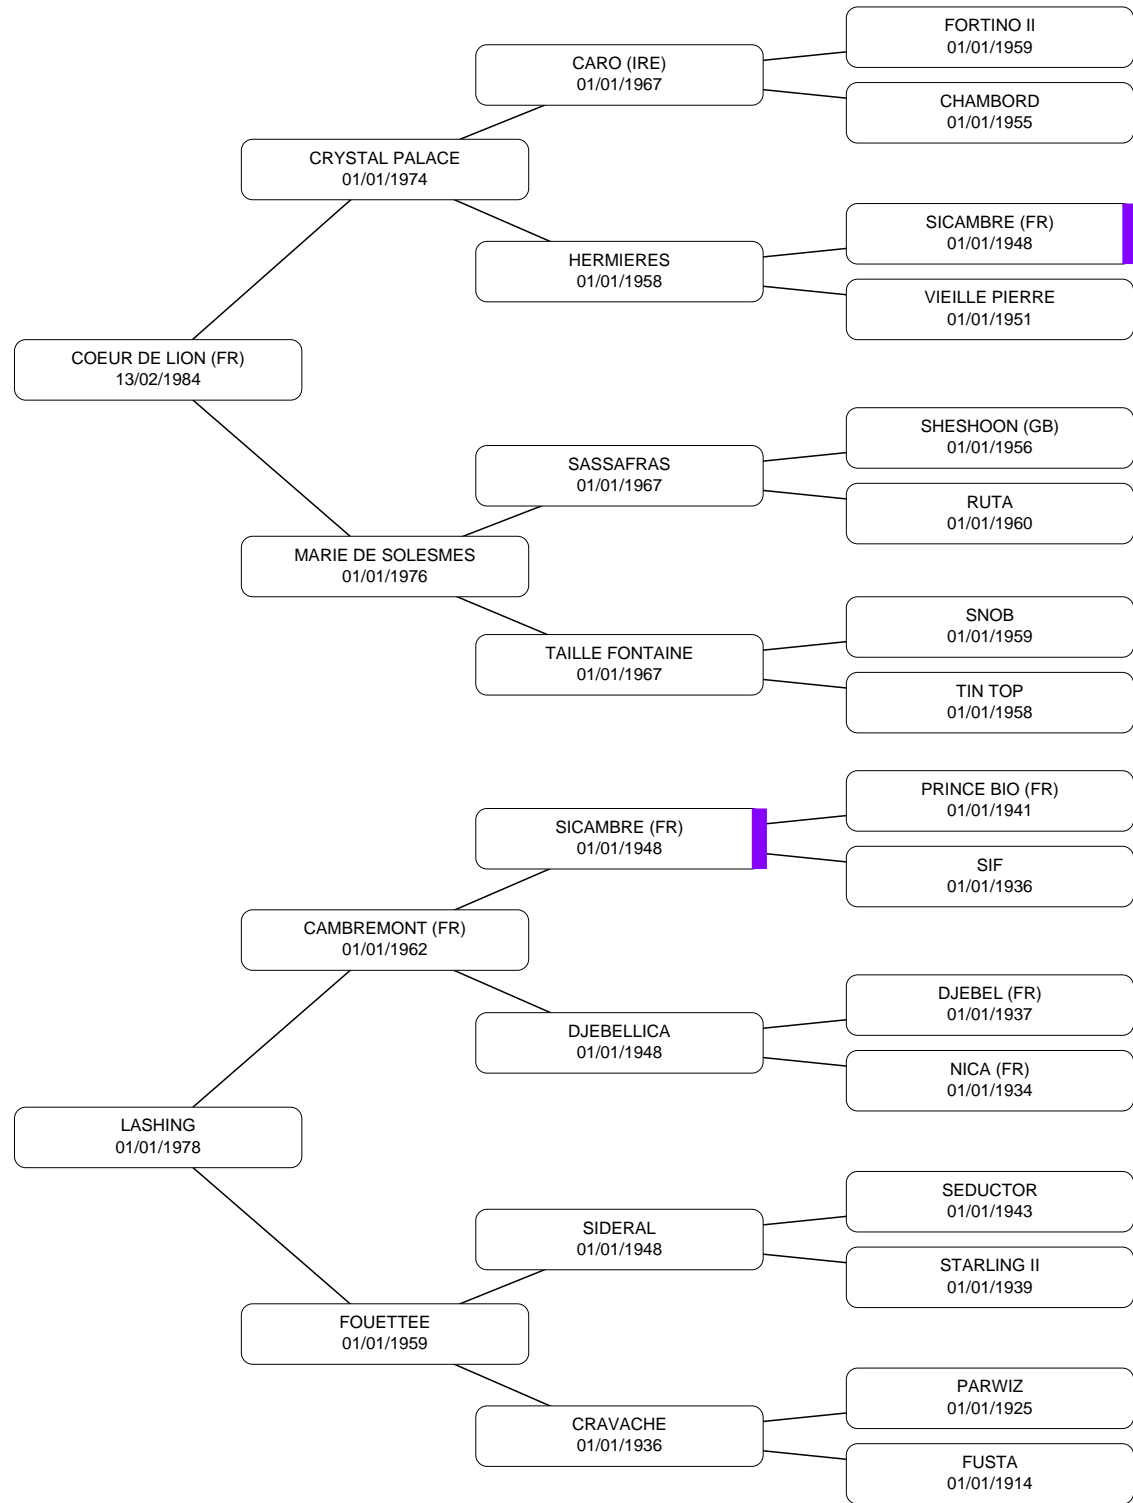 FORTINO II
01/01/1959
CARO (IRE)
01/01/1967
CHAMBORD
01/01/1955
CRYSTAL PALACE
01/01/1974
SICAMBRE (FR)
01/01/1948
HERMIERES
01/01/1958
VIEILLE PIERRE
01/01/1951
COEUR DE LION (FR)
13/02/1984
SHESHOON (GB)
01/01/1956
SASSAFRAS
01/01/1967
RUTA
01/01/1960
MARIE DE SOLESMES
01/01/1976
SNOB
01/01/1959
TAILLE FONTAINE
01/01/1967
TIN TOP
01/01/1958
PRINCE BIO (FR)
01/01/1941
SICAMBRE (FR)
01/01/1948
SIF
01/01/1936
CAMBREMONT (FR)
01/01/1962
DJEBEL (FR)
01/01/1937
DJEBELLICA
01/01/1948
NICA (FR)
01/01/1934
LASHING
01/01/1978
SEDUCTOR
01/01/1943
SIDERAL
01/01/1948
STARLING II
01/01/1939
FOUETTEE
01/01/1959
PARWIZ
01/01/1925
CRAVACHE
01/01/1936
FUSTA
01/01/1914